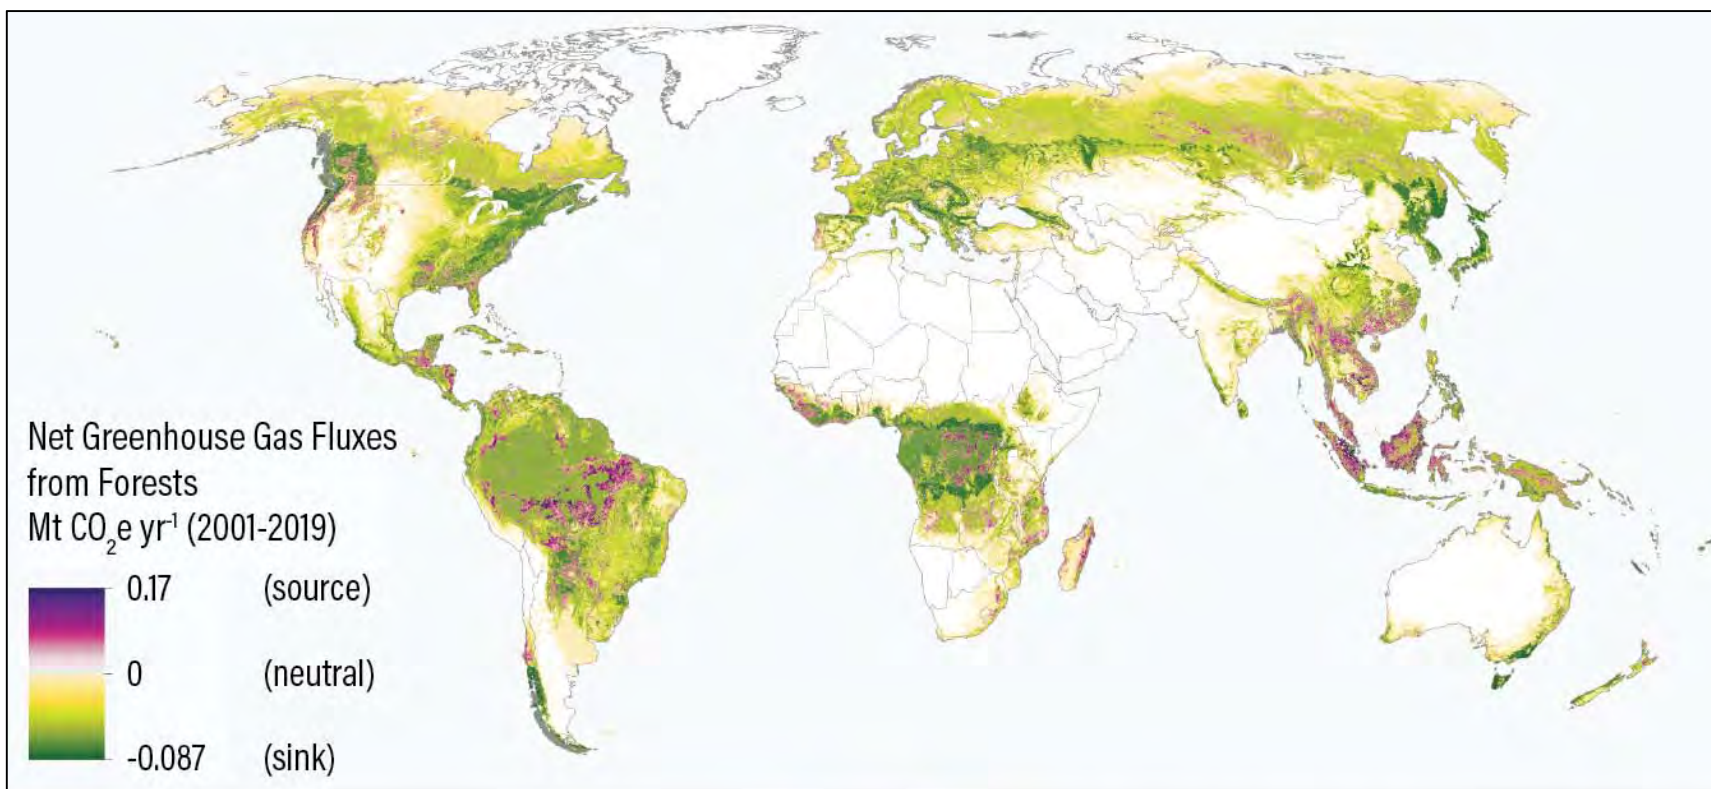 Net Greenhouse Gas Fluxes
from Forests
Mt CO₂e yr⁻¹ (2001-2019)
0.17 (source)
0 (neutral)
-0.087 (sink)